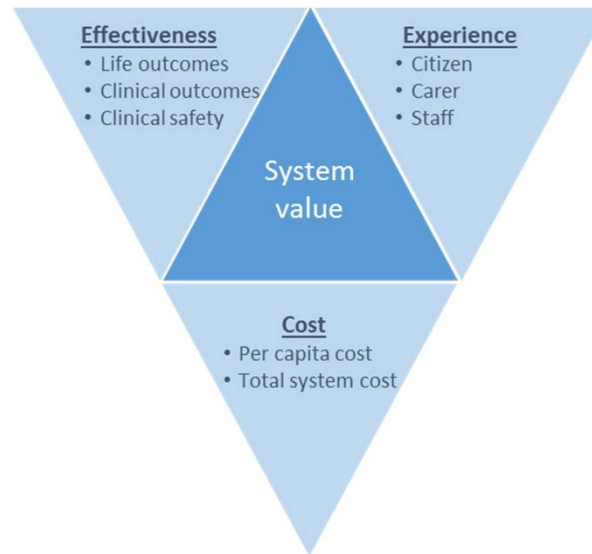 Effectiveness
• Life outcomes
• Clinical outcomes
• Clinical safety
Experience
• Citizen
• Carer
• Staff
System
value
Cost
• Per capita cost
• Total system cost